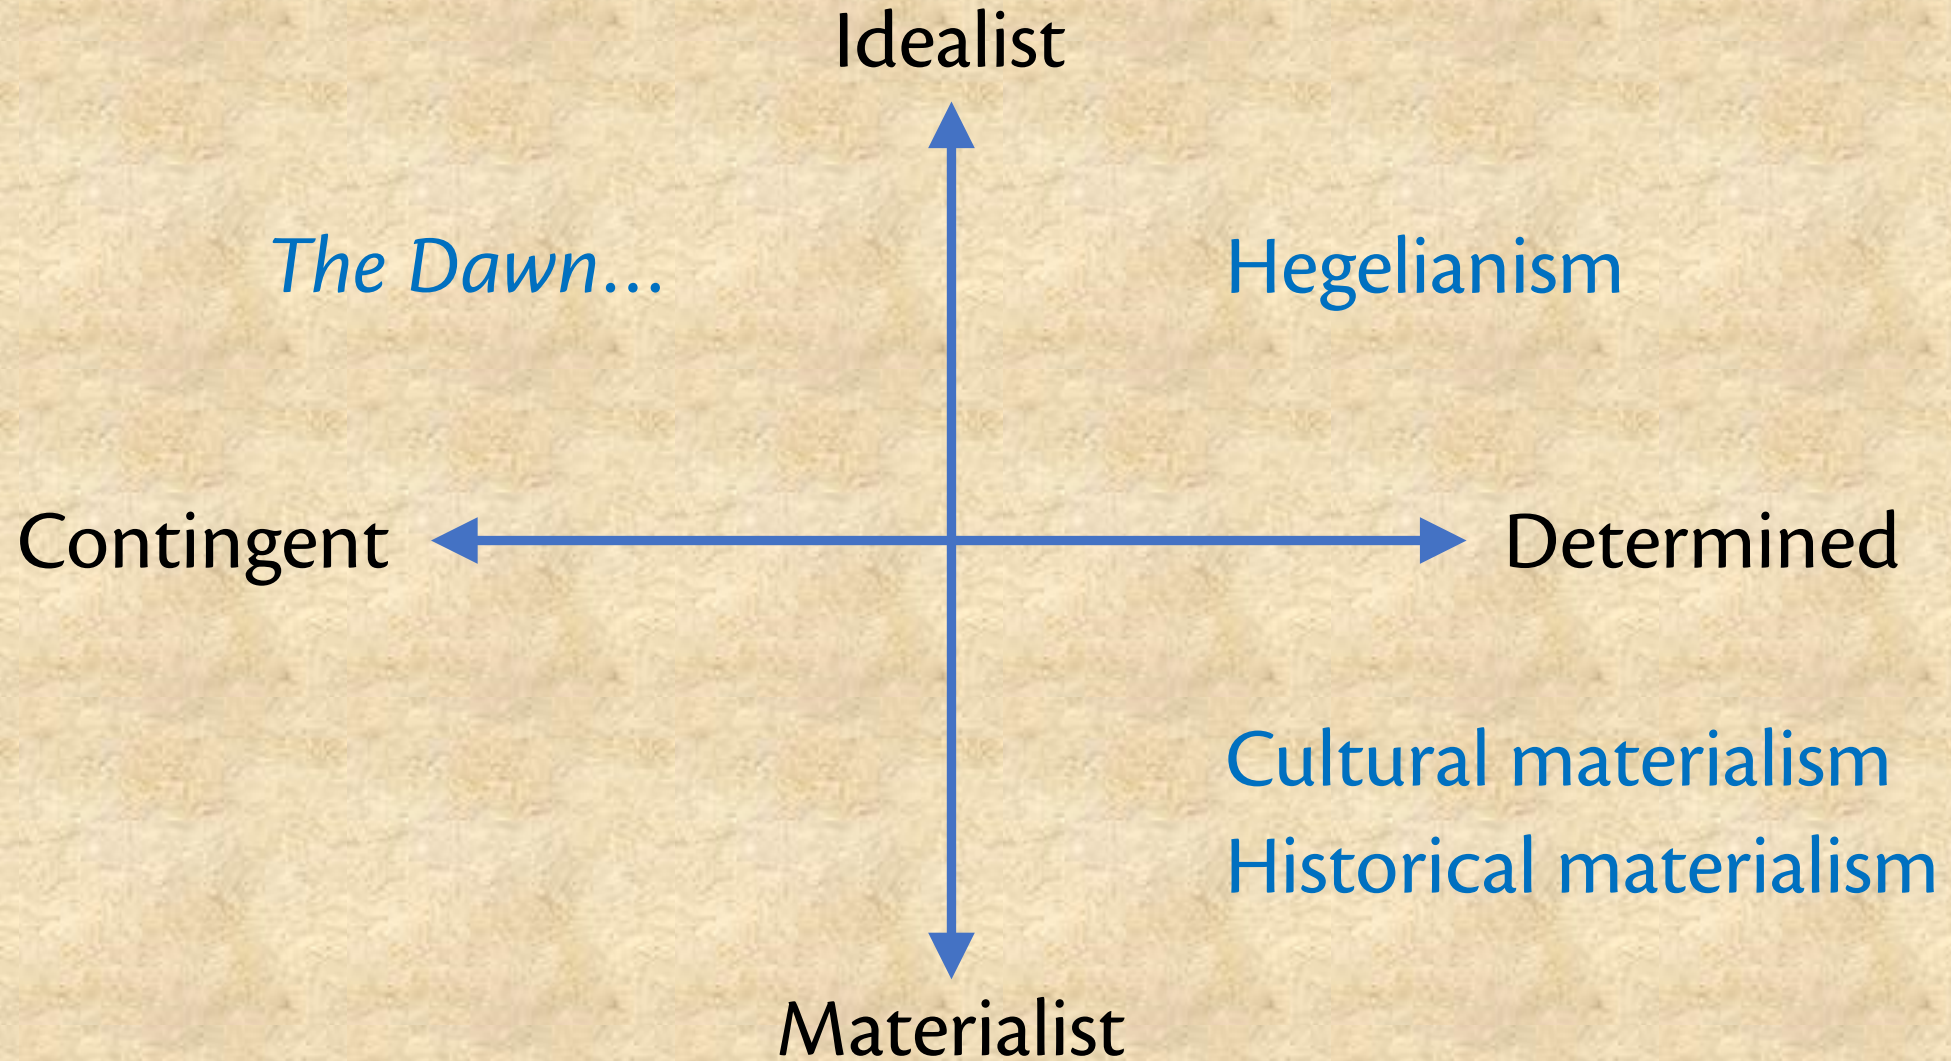 Idealist
The Dawn…
Hegelianism
Contingent
Determined
Cultural materialism
Historical materialism
Materialist